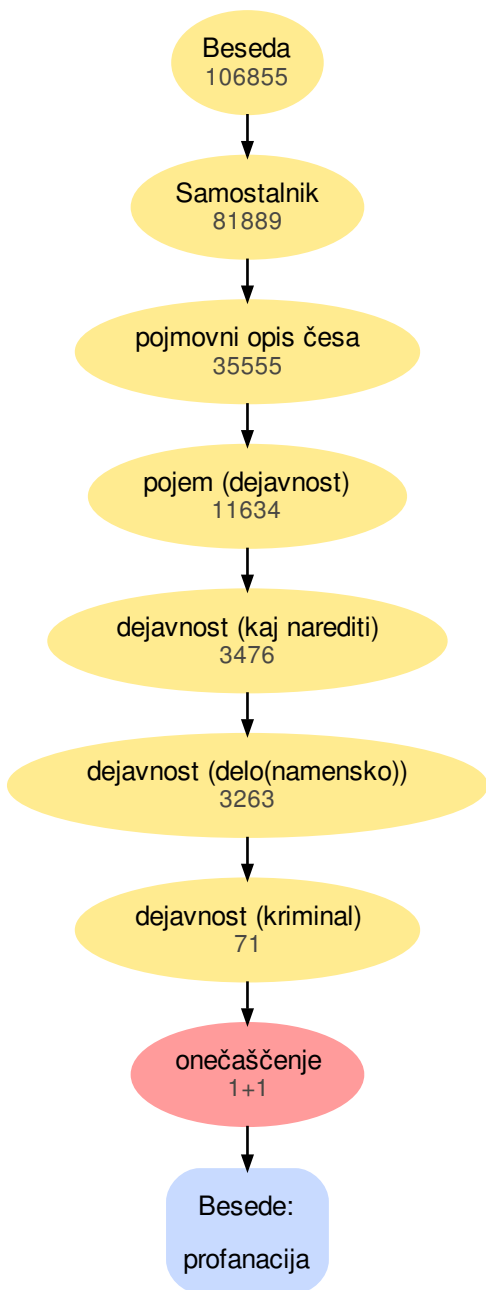 Beseda
106855
Samostalnik
81889
pojmovni opis česa
35555
pojem (dejavnost)
11634
dejavnost (kaj narediti)
3476
dejavnost (delo(namensko))
3263
dejavnost (kriminal)
71
onečaščenje
1+1
Besede:
profanacija